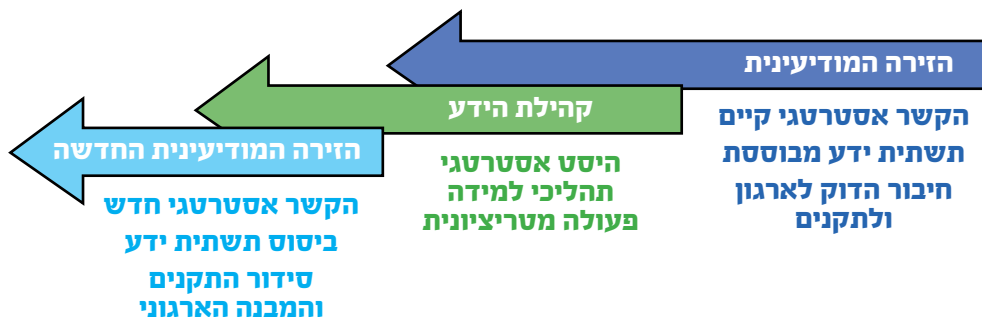 הזירה המודיעינית
הקשר אסטרטגי קיים
תשתית ידע מבוססת
חיבור הדוק לארגון
ולתקנים
קהילת הידע
היסט אסטרטגי
תהליכי למידה
פעולה מטריציונית
הזירה המודיעינית החדשה
הקשר אסטרטגי חדש
ביסוס תשתית ידע
סידור התקנים
והמבנה הארגוני